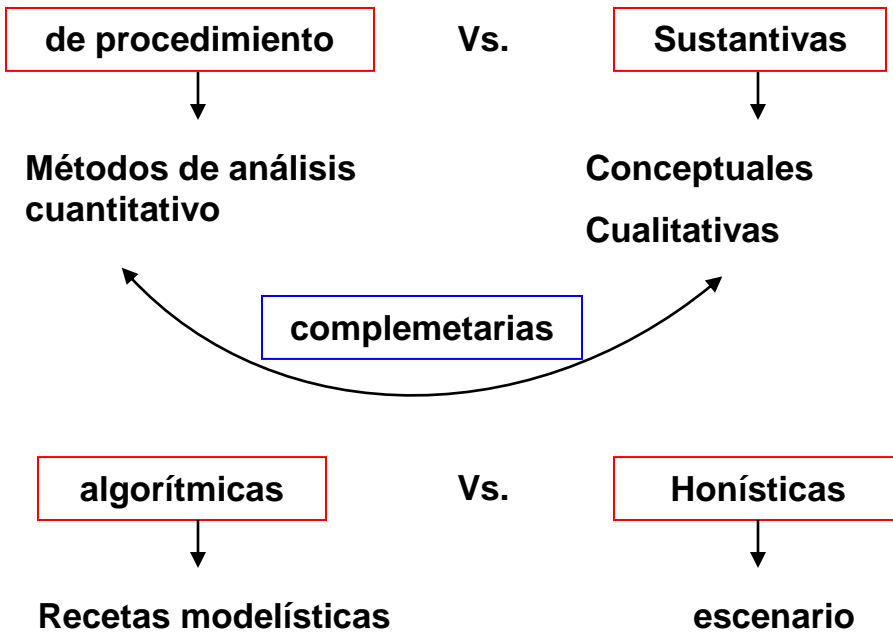 de procedimiento Vs. Sustantivas
Métodos de análisis
cuantitativo
Conceptuales
Cualitativas
complemetarias
algorítmicas Vs. Honísticas
Recetas modelísticas escenario